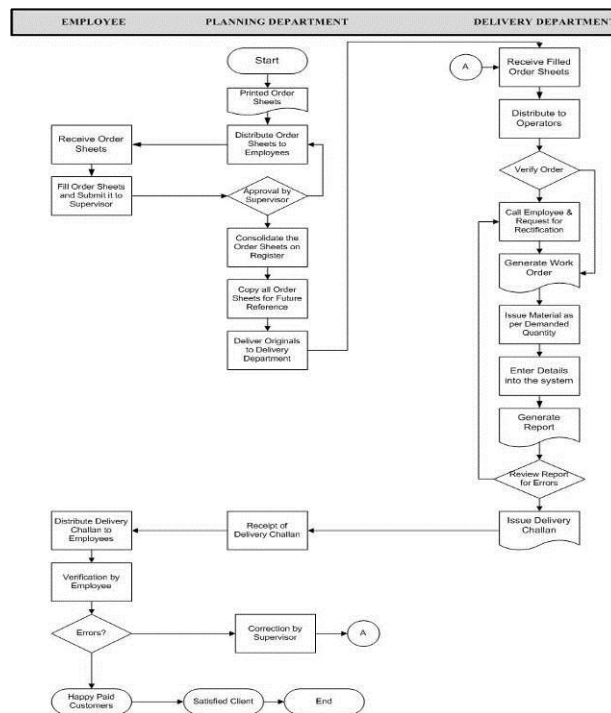 EMPLOYEE
PLANNING DEPARTMENT
DELIVERY DEPARTMENT
Start
Printed Order
Sheets
Distribute Order
Sheets to
Employees
Receive Order
Sheets
Fill Order Sheets
and Submit it to
Supervisor
Approval by
Supervisor
Consolidate the
Order Sheets on
Register
Copy all Order
Sheets for Future
Reference
Deliver Originals
to Delivery
Department
A
Receive Filled
Order Sheets
Distribute to
Operators
Verify Order
Call Employee &
Request for
Rectification
Generate Work
Order
Issue Material as
per Demanded
Quantity
Enter Details
into the system
Generate
Report
Review Report
for Errors
Issue Delivery
Challan
Receipt of
Delivery Challan
Distribute Delivery
Challan to
Employees
Verification by
Employee
Errors?
Correction by
Supervisor
A
Happy Paid
Customers
Satisfied Client
End